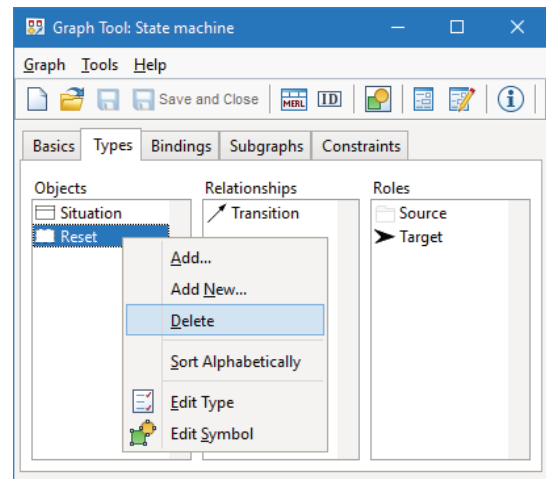 Graph Tool: State machine
Graph Tools Help
Save and Close MERL ID
Basics Types Bindings Subgraphs Constraints
Objects Relationships Roles
Situation Transition Source
Reset Target
Add...
Add New...
Delete
Sort Alphabetically
Edit Type
Edit Symbol